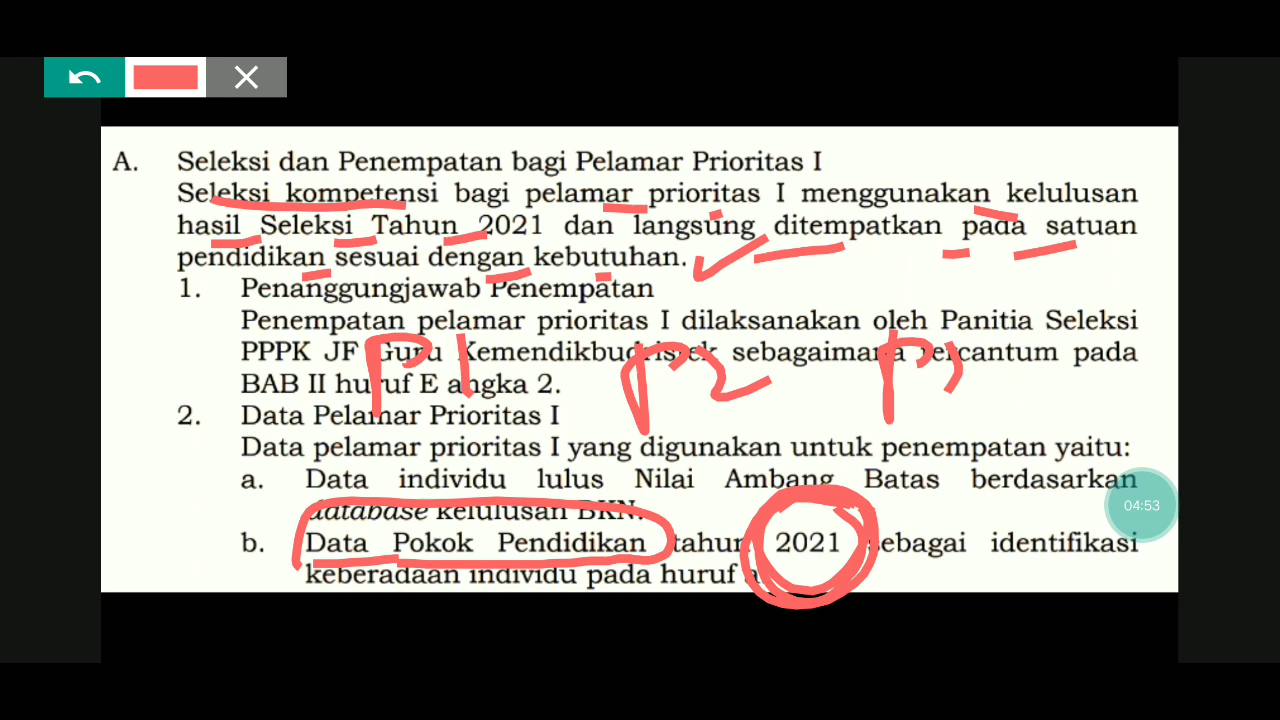 A. Seleksi dan Penempatan bagi Pelamar Prioritas I
Seleksi kompetensi bagi pelamar prioritas I menggunakan kelulusan
hasil Seleksi Tahun 2021 dan langsung ditempatkan pada satuan
pendidikan sesuai dengan kebutuhan.
1. Penanggungjawab Penempatan
Penempatan pelamar prioritas I dilaksanakan oleh Panitia Seleksi
PPPK JF Guru Kemendikbudristek sebagaimana tercantum pada
P1 P2 P3
BAB II huruf E angka 2.
2. Data Pelamar Prioritas I
Data pelamar prioritas I yang digunakan untuk penempatan yaitu:
a. Data individu lulus Nilai Ambang Batas berdasarkan
database kelulusan BKN.
04:53
b. Data Pokok Pendidikan tahun 2021 sebagai identifikasi
keberadaan individu pada huruf a